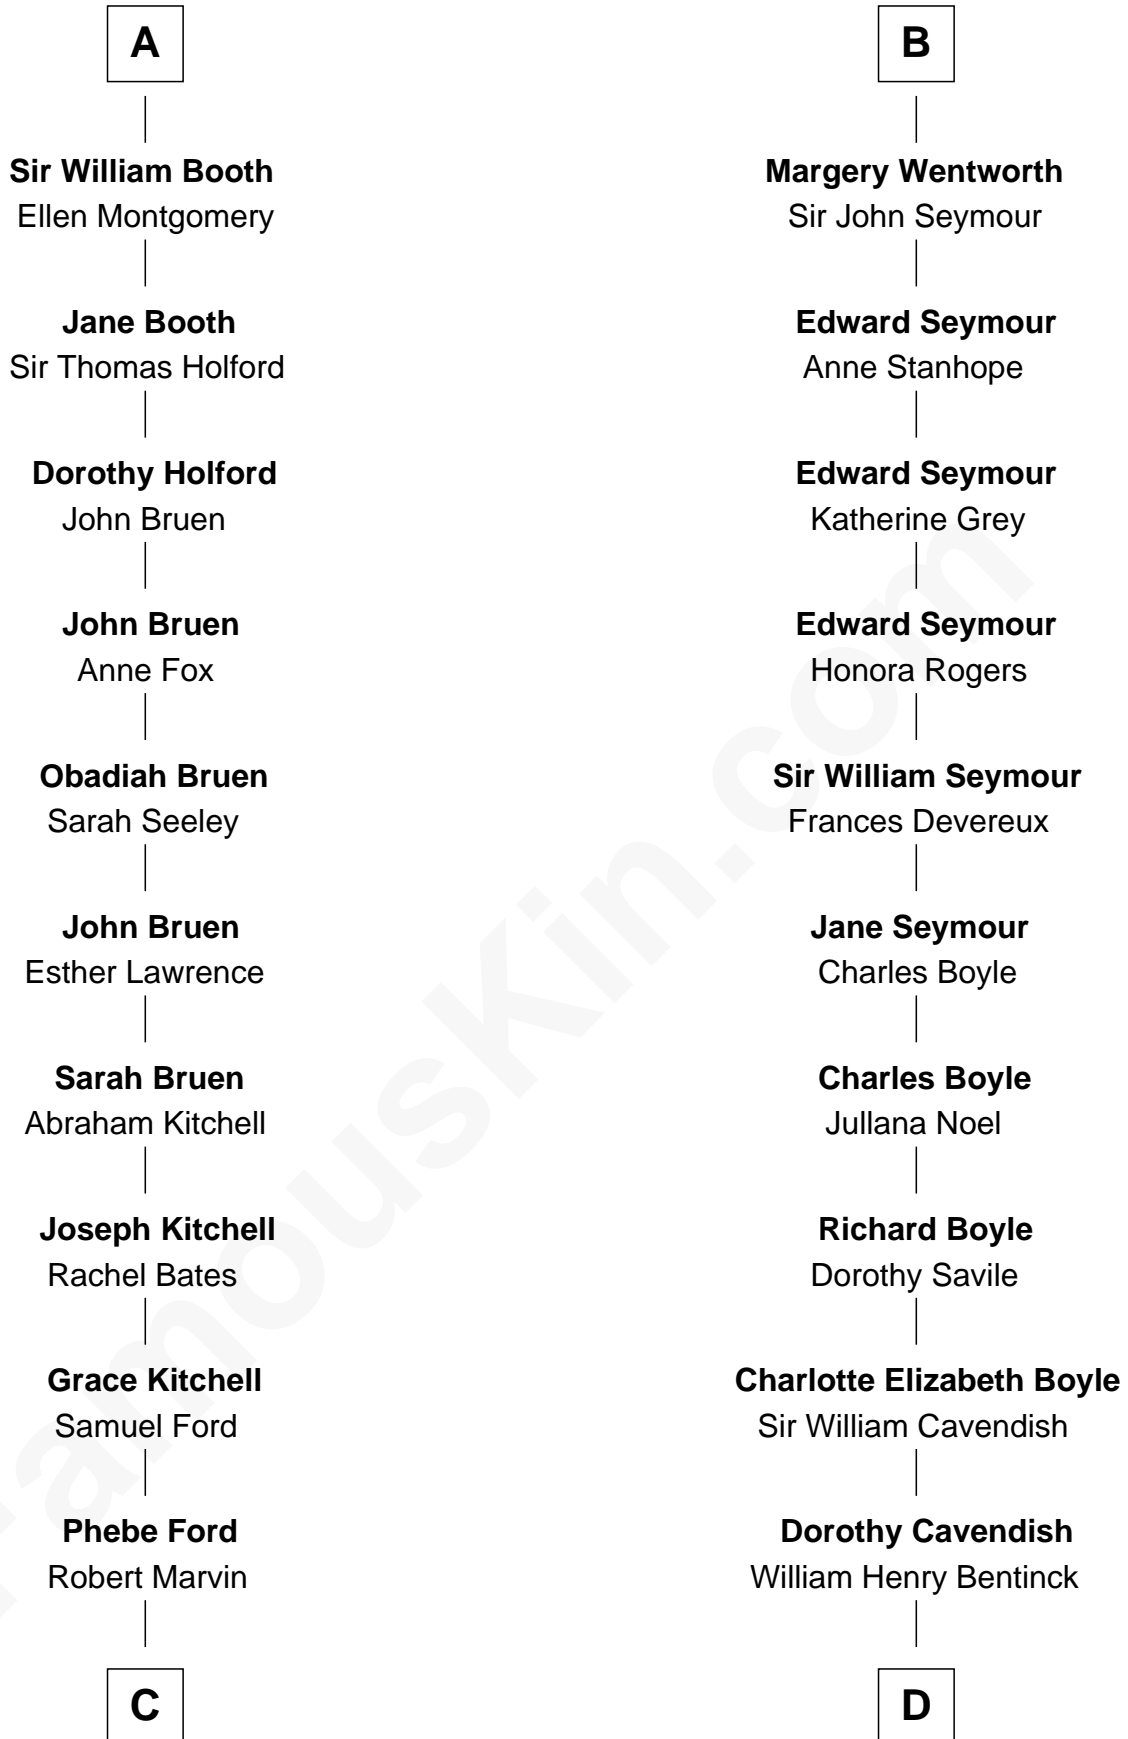 A
Sir William Booth
Ellen Montgomery
Jane Booth
Sir Thomas Holford
Dorothy Holford
John Bruen
John Bruen
Anne Fox
Obadiah Bruen
Sarah Seeley
John Bruen
Esther Lawrence
Sarah Bruen
Abraham Kitchell
Joseph Kitchell
Rachel Bates
Grace Kitchell
Samuel Ford
Phebe Ford
Robert Marvin
C
B
Margery Wentworth
Sir John Seymour
Edward Seymour
Anne Stanhope
Edward Seymour
Katherine Grey
Edward Seymour
Honora Rogers
Sir William Seymour
Frances Devereux
Jane Seymour
Charles Boyle
Charles Boyle
Jullana Noel
Richard Boyle
Dorothy Savile
Charlotte Elizabeth Boyle
Sir William Cavendish
Dorothy Cavendish
William Henry Bentinck
D
FamousKin.com